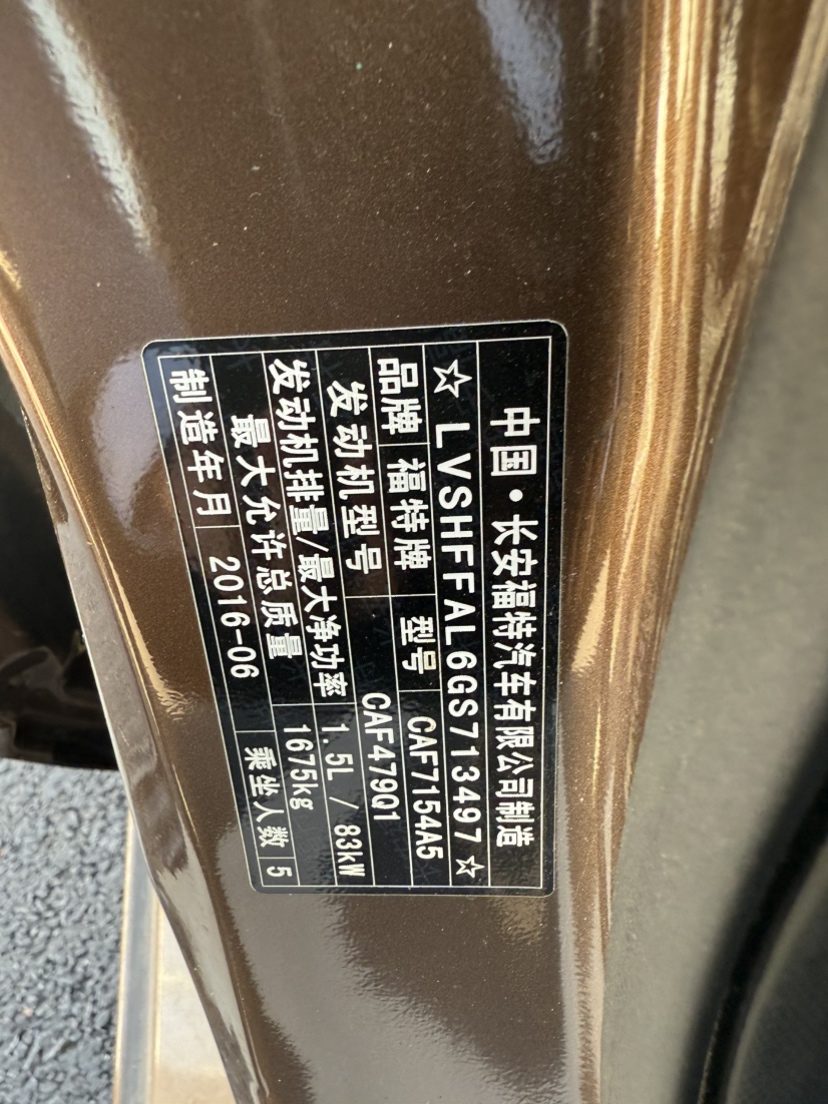 中国·长安福特汽车有限公司制造
☆LVSHFFAL6GS713497☆
品牌 福特牌 型号 CAF7154A5
发动机型号 CAF479Q1
发动机排量/最大净功率 1.5L / 83kW
最大允许总质量 1675kg
制造年月 2016-06 乘坐人数 5